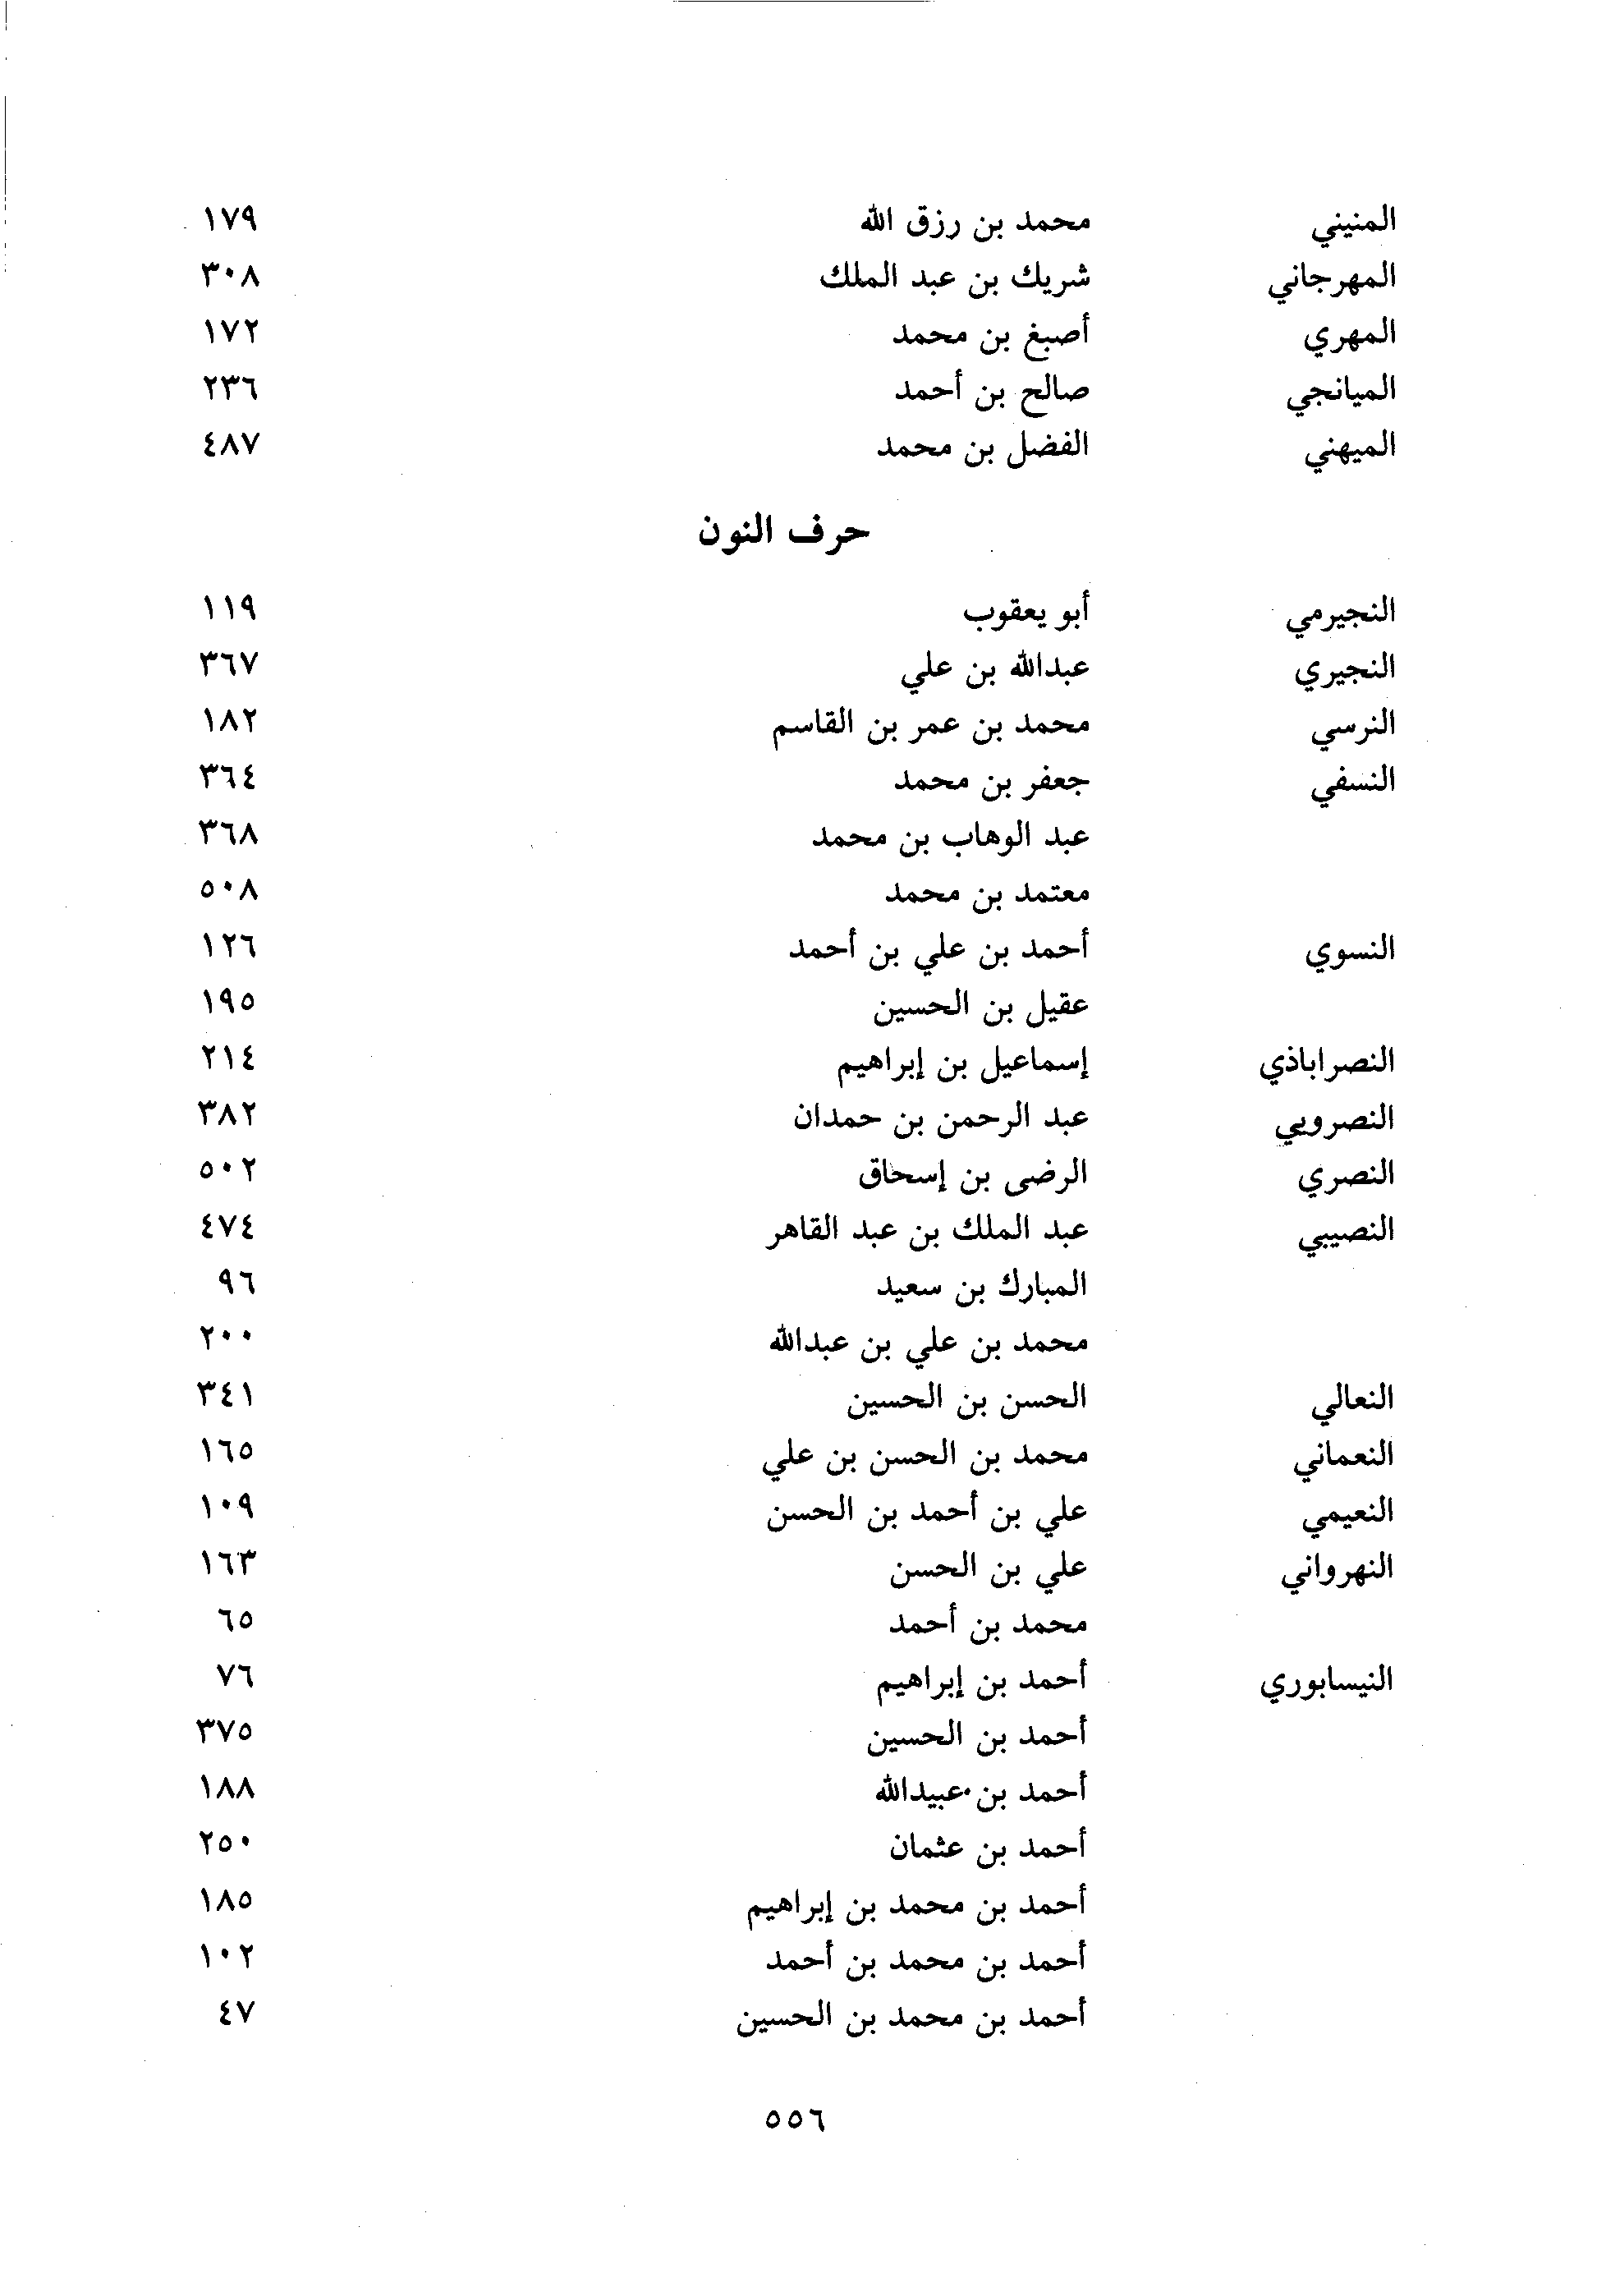 المنيني محمد بن رزق الله ١٧٩
المهرجاني شريك بن عبد الملك ٣٠٨
المهري أصبغ بن محمد ١٧٢
الميانجي صالح بن أحمد ٢٣٦
الميهني الفضل بن محمد ٤٨٧
حرف النون
النجيرمي أبو يعقوب ١١٩
النجيري عبدالله بن علي ٣٦٧
النرسي محمد بن عمر بن القاسم ١٨٢
النسفي جعفر بن محمد ٣٦٤
عبد الوهاب بن محمد ٣٦٨
معتمد بن محمد ٥٠٨
النسوي أحمد بن علي بن أحمد ١٢٦
عقيل بن الحسين ١٩٥
النصراباذي إسماعيل بن إبراهيم ٢١٤
النصرويي عبد الرحمن بن حمدان ٣٨٢
النصري الرضى بن إسحاق ٥٠٢
النصيبي عبد الملك بن عبد القاهر ٤٧٤
المبارك بن سعيد ٩٦
محمد بن علي بن عبدالله ٢٠٠
النعالي الحسن بن الحسين ٣٤١
النعماني محمد بن الحسن بن علي ١٦٥
النعيمي علي بن أحمد بن الحسن ١٠٩
النهرواني علي بن الحسن ١٦٣
محمد بن أحمد ٦٥
النيسابوري أحمد بن إبراهيم ٧٦
أحمد بن الحسين ٣٧٥
أحمد بن عبيدالله ١٨٨
أحمد بن عثمان ٢٥٠
أحمد بن محمد بن إبراهيم ١٨٥
أحمد بن محمد بن أحمد ١٠٢
أحمد بن محمد بن الحسين ٤٧
٥٥٦